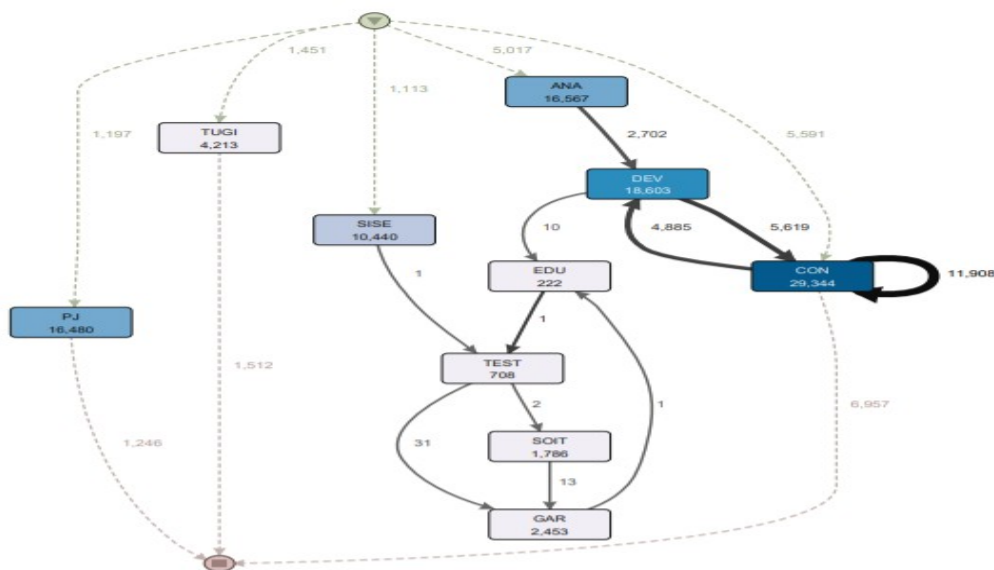 1,451
5,017
ANA
16,567
1,113
1,197
TUGI
4,213
2,702
5,591
DEV
18,603
SISE
10,440
10
4,885
5,619
EDU
222
CON
29,344
11,908
1
PJ
16,480
1
TEST
708
1,512
2
1
6,957
31
1,246
SOIT
1,786
13
GAR
2,453